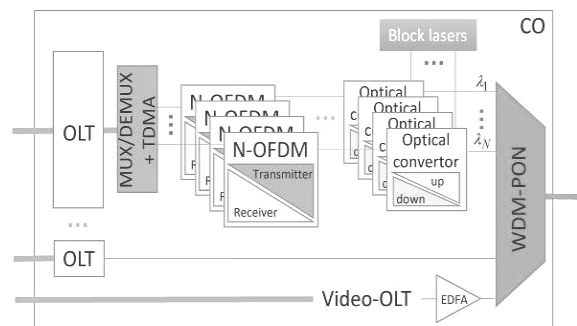 CO
Block lasers
...
N-OFDM
N-OFDM
N-OFDM
N-OFDM
Transmitter
Receiver
...
Optical
Optical
Optical
Optical
convertor
up
down
λ1
λN
OLT
MUX/DEMUX
+ TDMA
WDM-PON
...
OLT
Video-OLT
EDFA